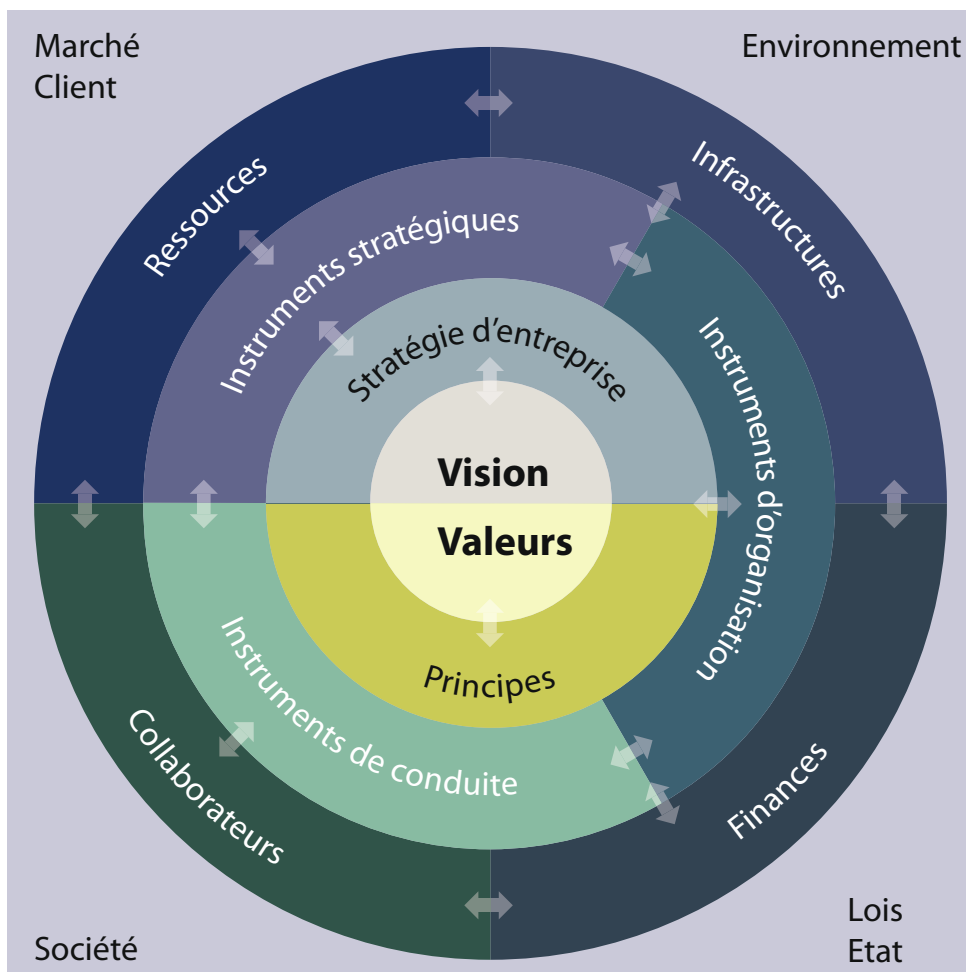 Marché
Client
Environnement
Ressources
Infrastructures
Instruments stratégiques
Stratégie d'entreprise
Instruments d'organisation
Vision
Valeurs
Principes
Instruments de conduite
Collaborateurs
Finances
Société
Lois
Etat